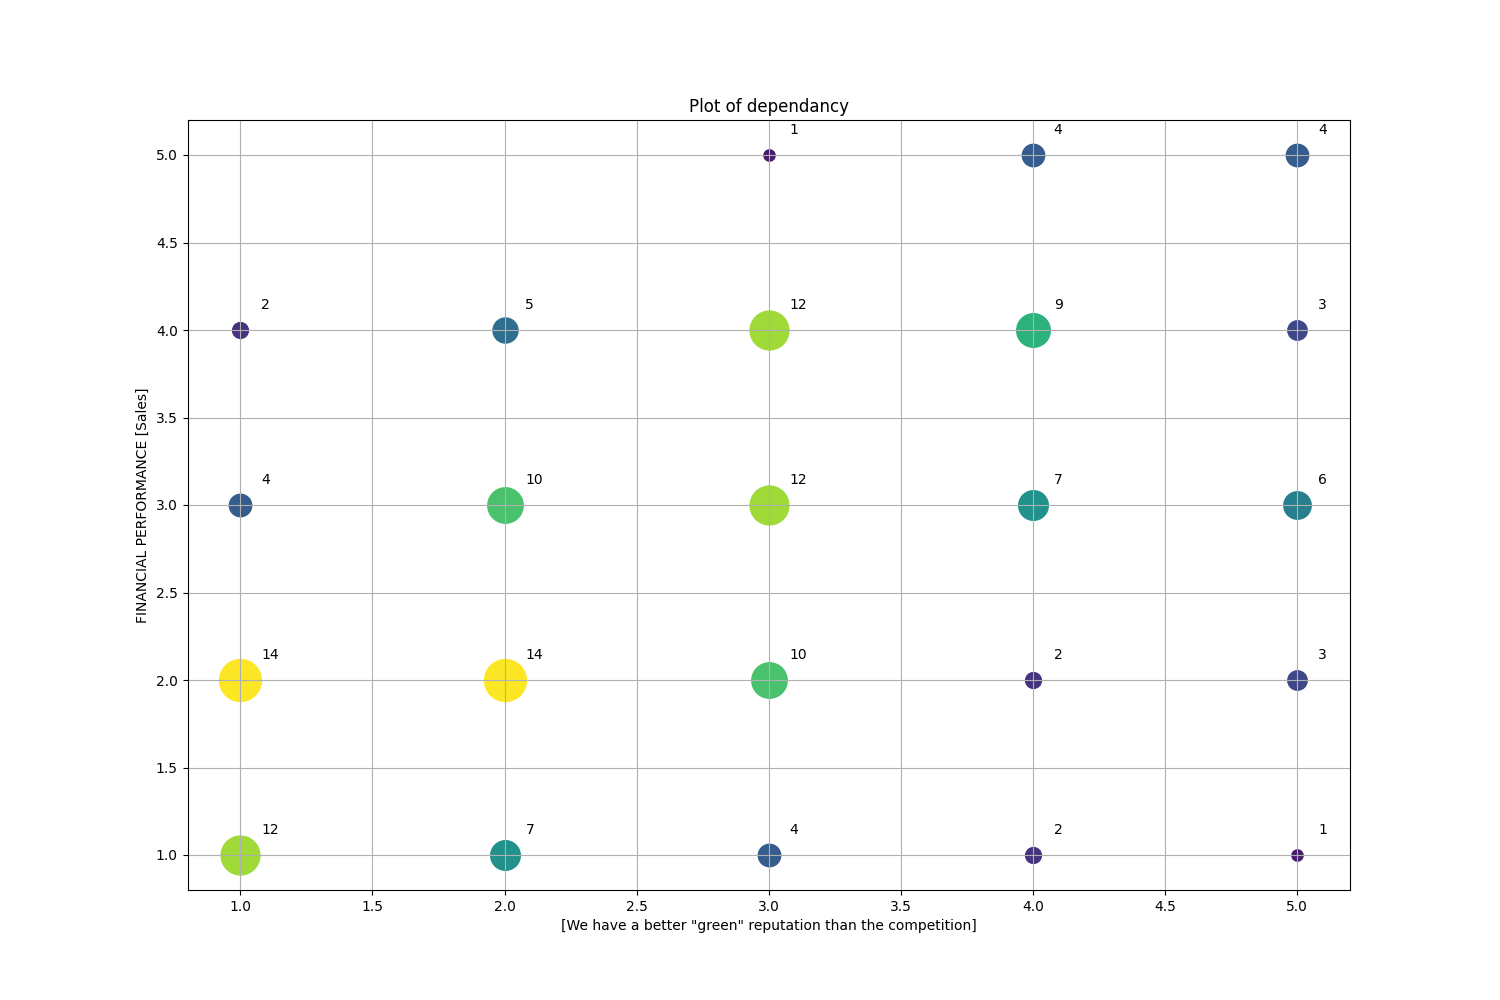 Plot of dependancy
1 4 4
5.0
4.5
2 5 12 9 3
4.0
3.5
4 10 12 7 6
3.0
2.5
14 14 10 2 3
2.0
1.5
12 7 4 2 1
1.0
FINANCIAL PERFORMANCE [Sales]
1.0 1.5 2.0 2.5 3.0 3.5 4.0 4.5 5.0
[We have a better "green" reputation than the competition]